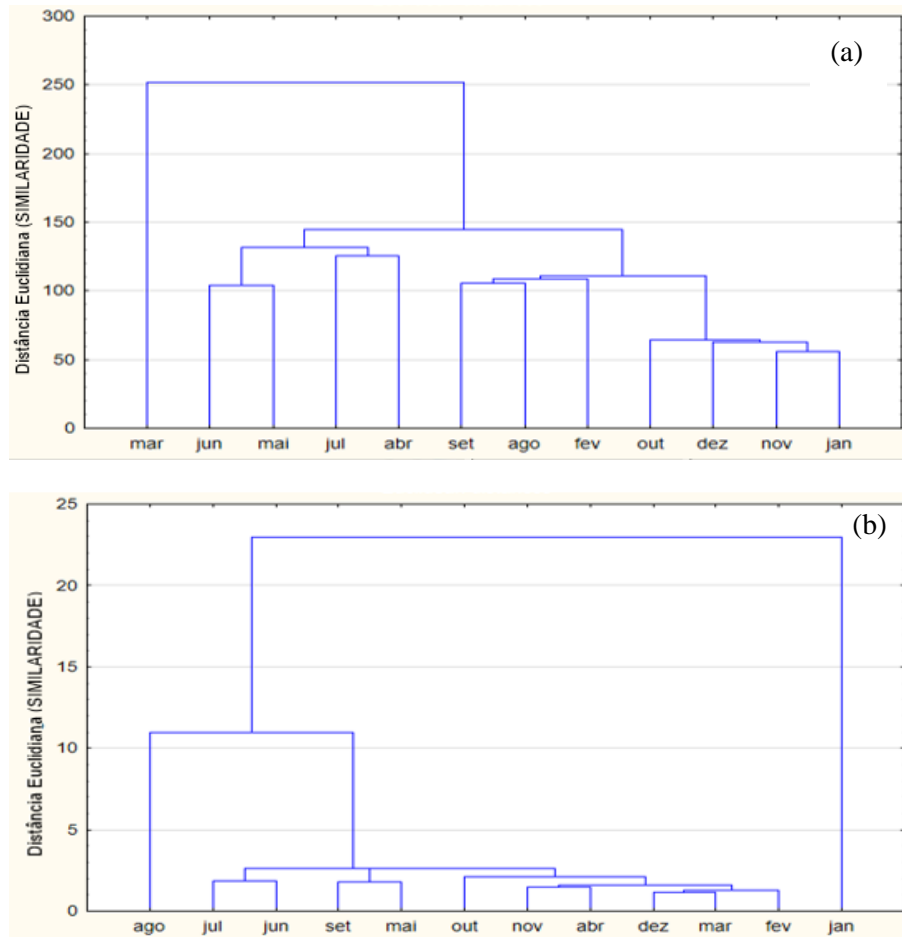 300
(a)
250
200
150
100
50
0
Distância Euclidiana (SIMILARIDADE)
mar jun mai jul abr set ago fev out dez nov jan
25
(b)
20
15
10
5
0
Distância Euclidiana (SIMILARIDADE)
ago jul jun set mai out nov abr dez mar fev jan